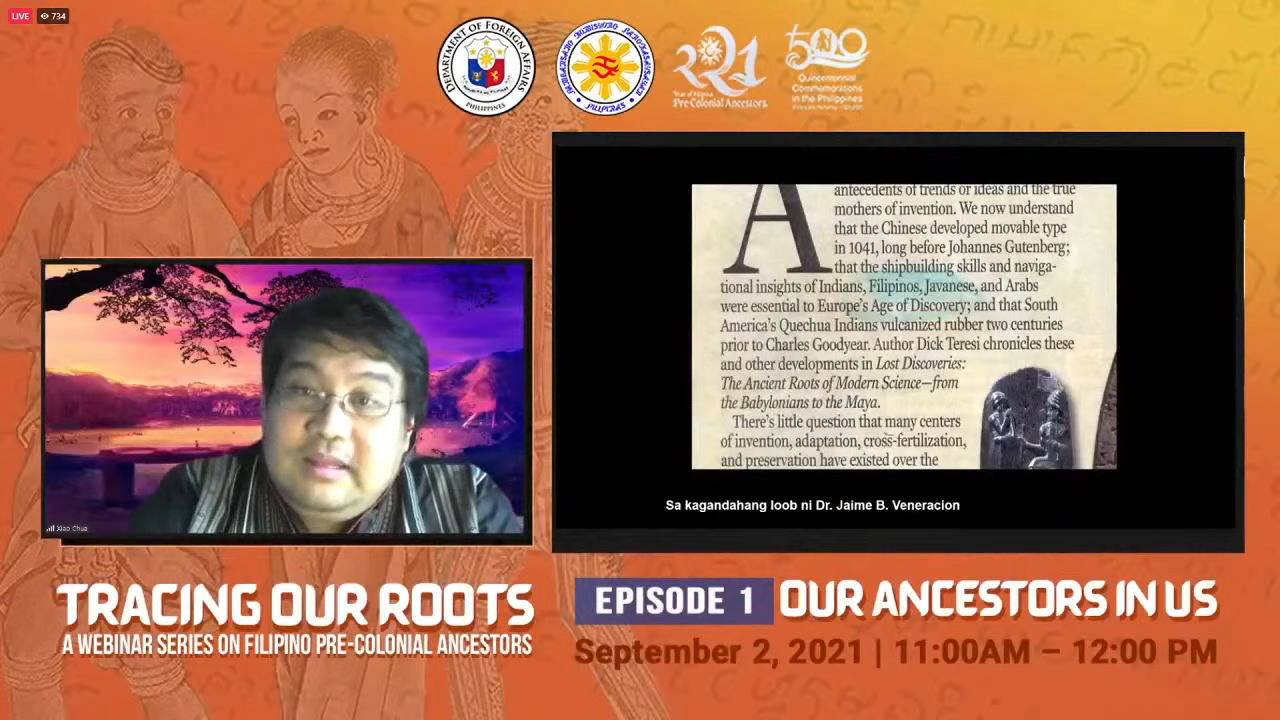 LIVE
734
DEPARTMENT OF FOREIGN AFFAIRS
PHILIPPINES
PILIPINAS
2021
Year of Filipino
Pre-Colonial Ancestors
500
Quincentennial
Commemorations
in the Philippines
A
antecedents of trends or ideas and the true
mothers of invention. We now understand
that the Chinese developed movable type
in 1041, long before Johannes Gutenberg;
that the shipbuilding skills and naviga-
tional insights of Indians, Filipinos, Javanese, and Arabs
were essential to Europe's Age of Discovery; and that South
America's Quechua Indians vulcanized rubber two centuries
prior to Charles Goodyear. Author Dick Teresi chronicles these
and other developments in Lost Discoveries:
The Ancient Roots of Modern Science—from
the Babylonians to the Maya.
There's little question that many centers
of invention, adaptation, cross-fertilization,
and preservation have existed over the
Sa kagandahang loob ni Dr. Jaime B. Veneracion
Xiao Chua
TRACING OUR ROOTS
A WEBINAR SERIES ON FILIPINO PRE-COLONIAL ANCESTORS
EPISODE 1 OUR ANCESTORS IN US
September 2, 2021 | 11:00AM – 12:00 PM